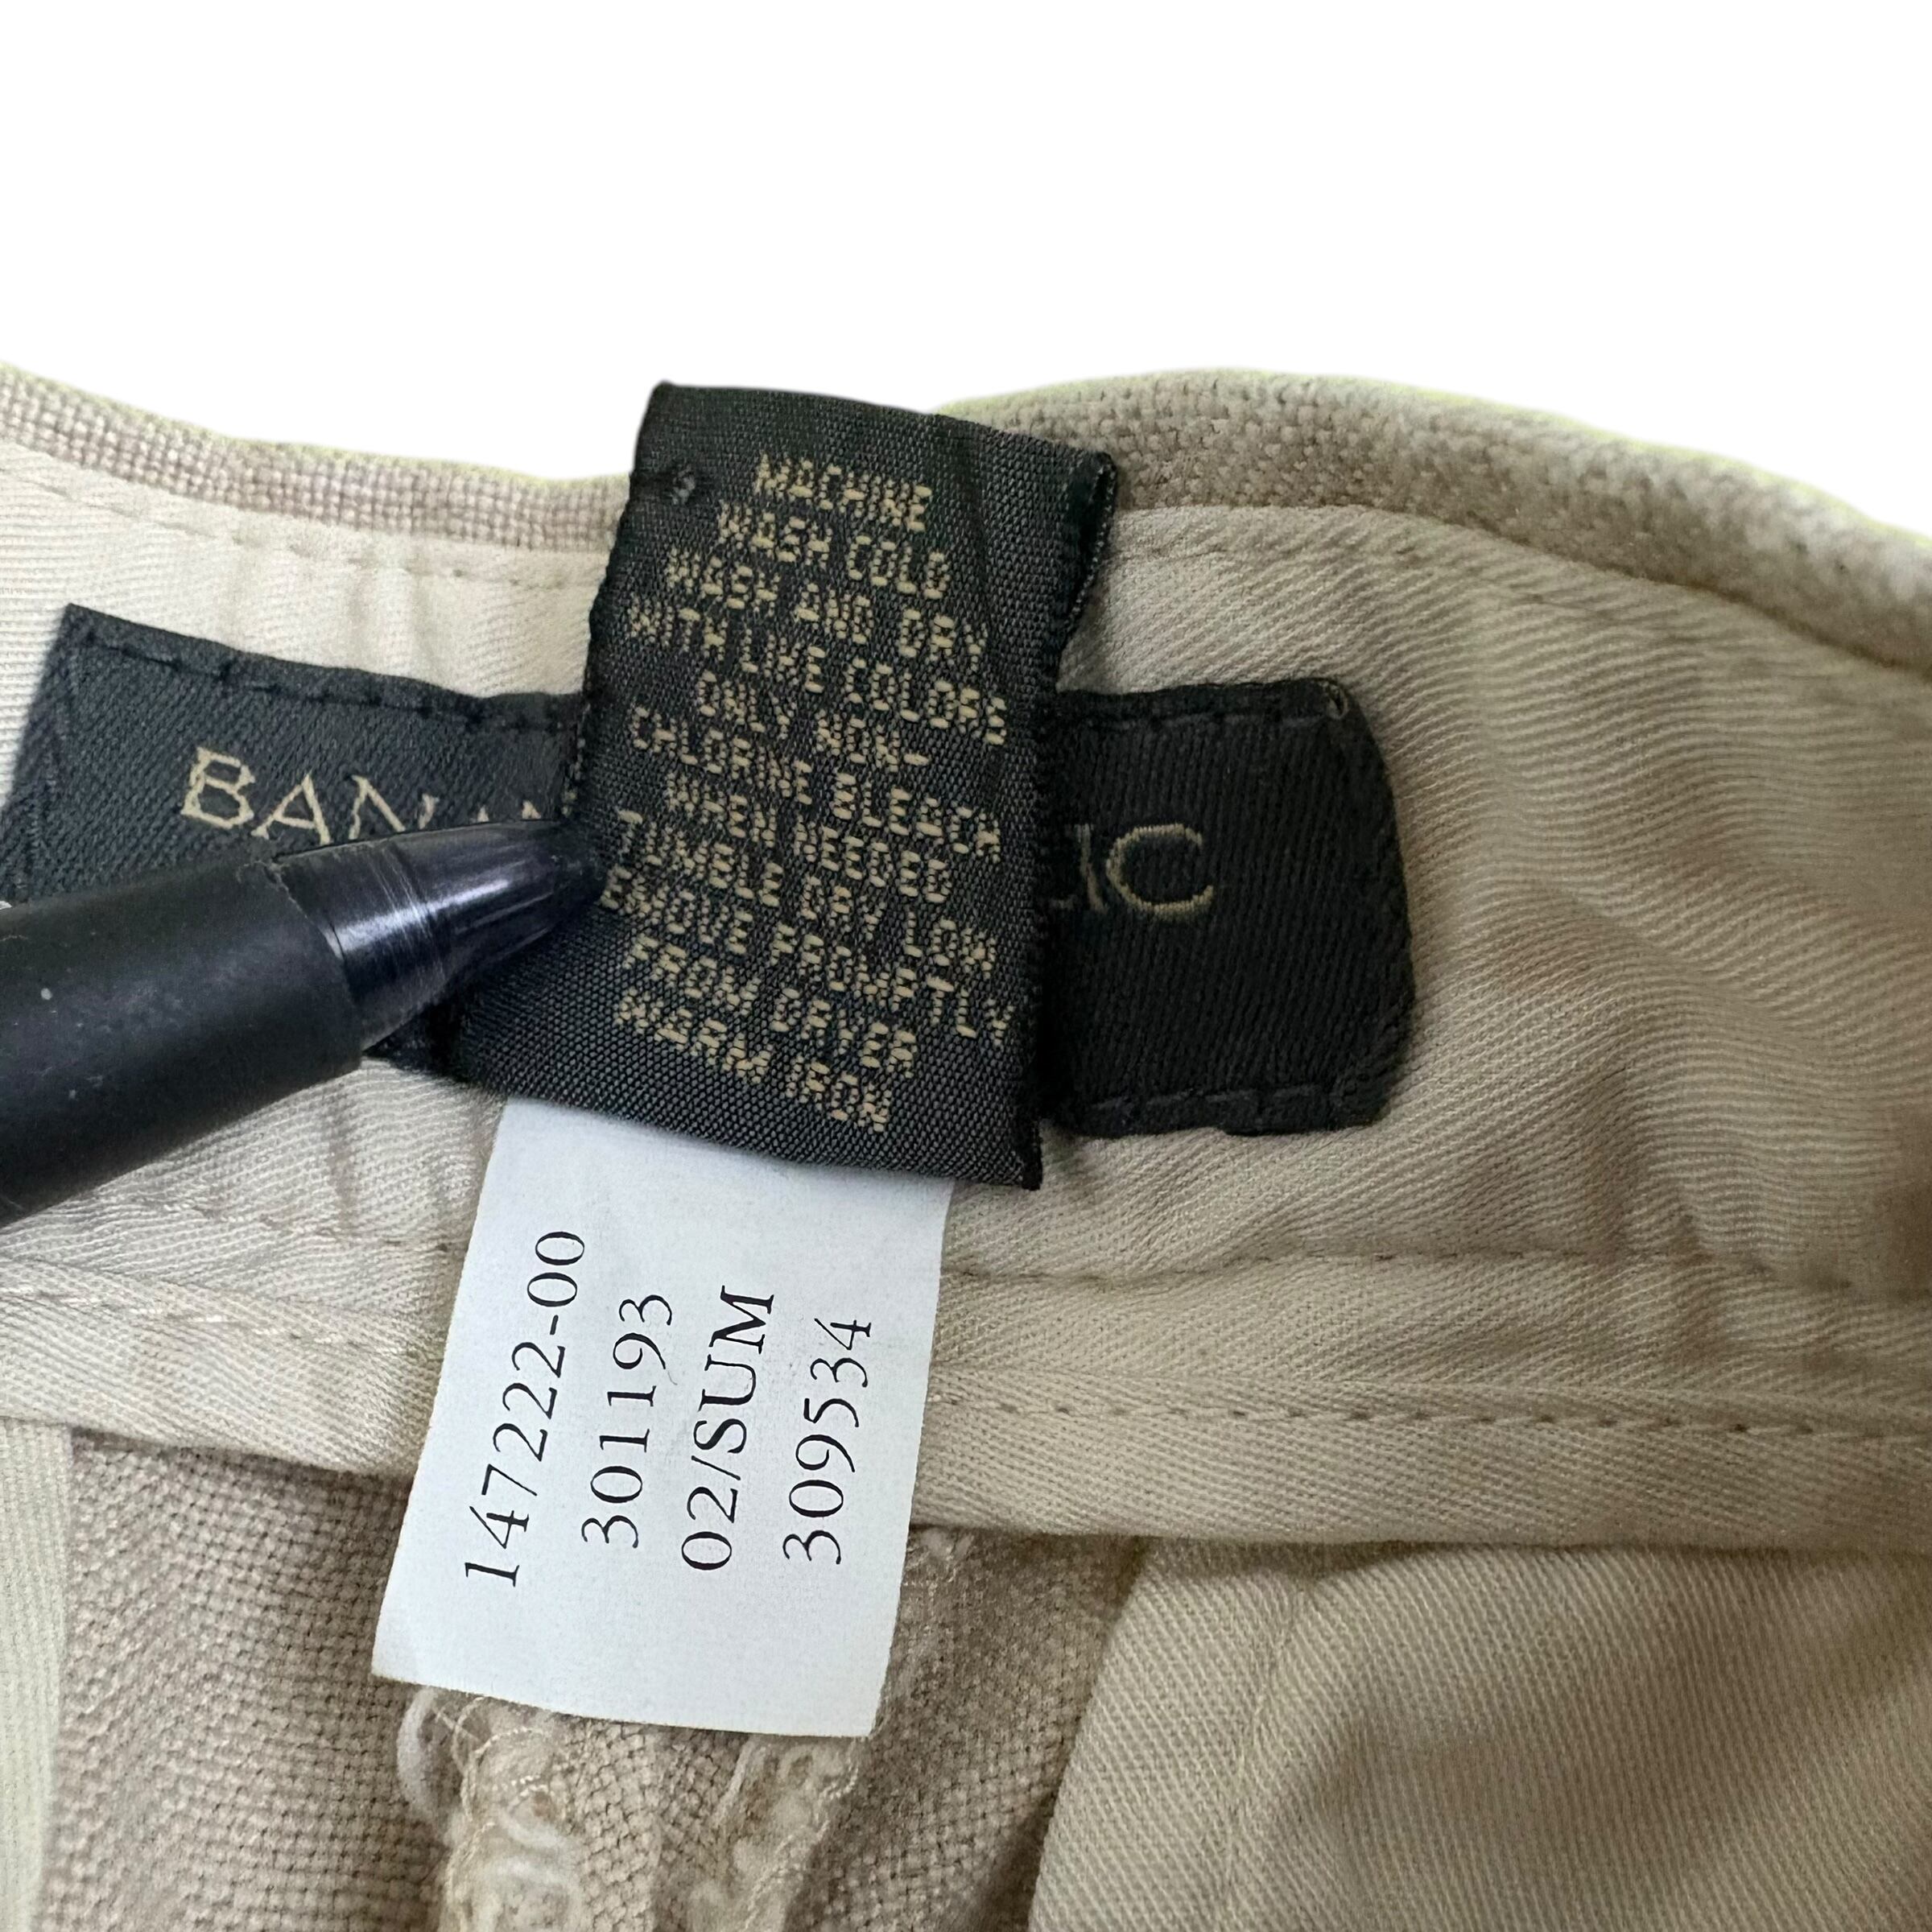 MACHINE
WASH COLD
WASH AND DRY
WITH LIKE COLORS
ONLY NON-
CHLORINE BLEACH
WHEN NEEDED
TUMBLE DRY LOW
REMOVE PROMPTLY
FROM DRYER
WARM IRON
BANA
IC
147222-00
301193
02/SUM
309534